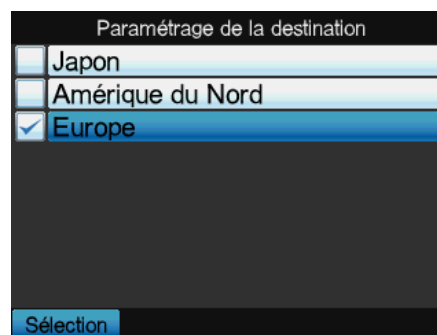 Paramétrage de la destination
Japon
Amérique du Nord
Europe
Sélection